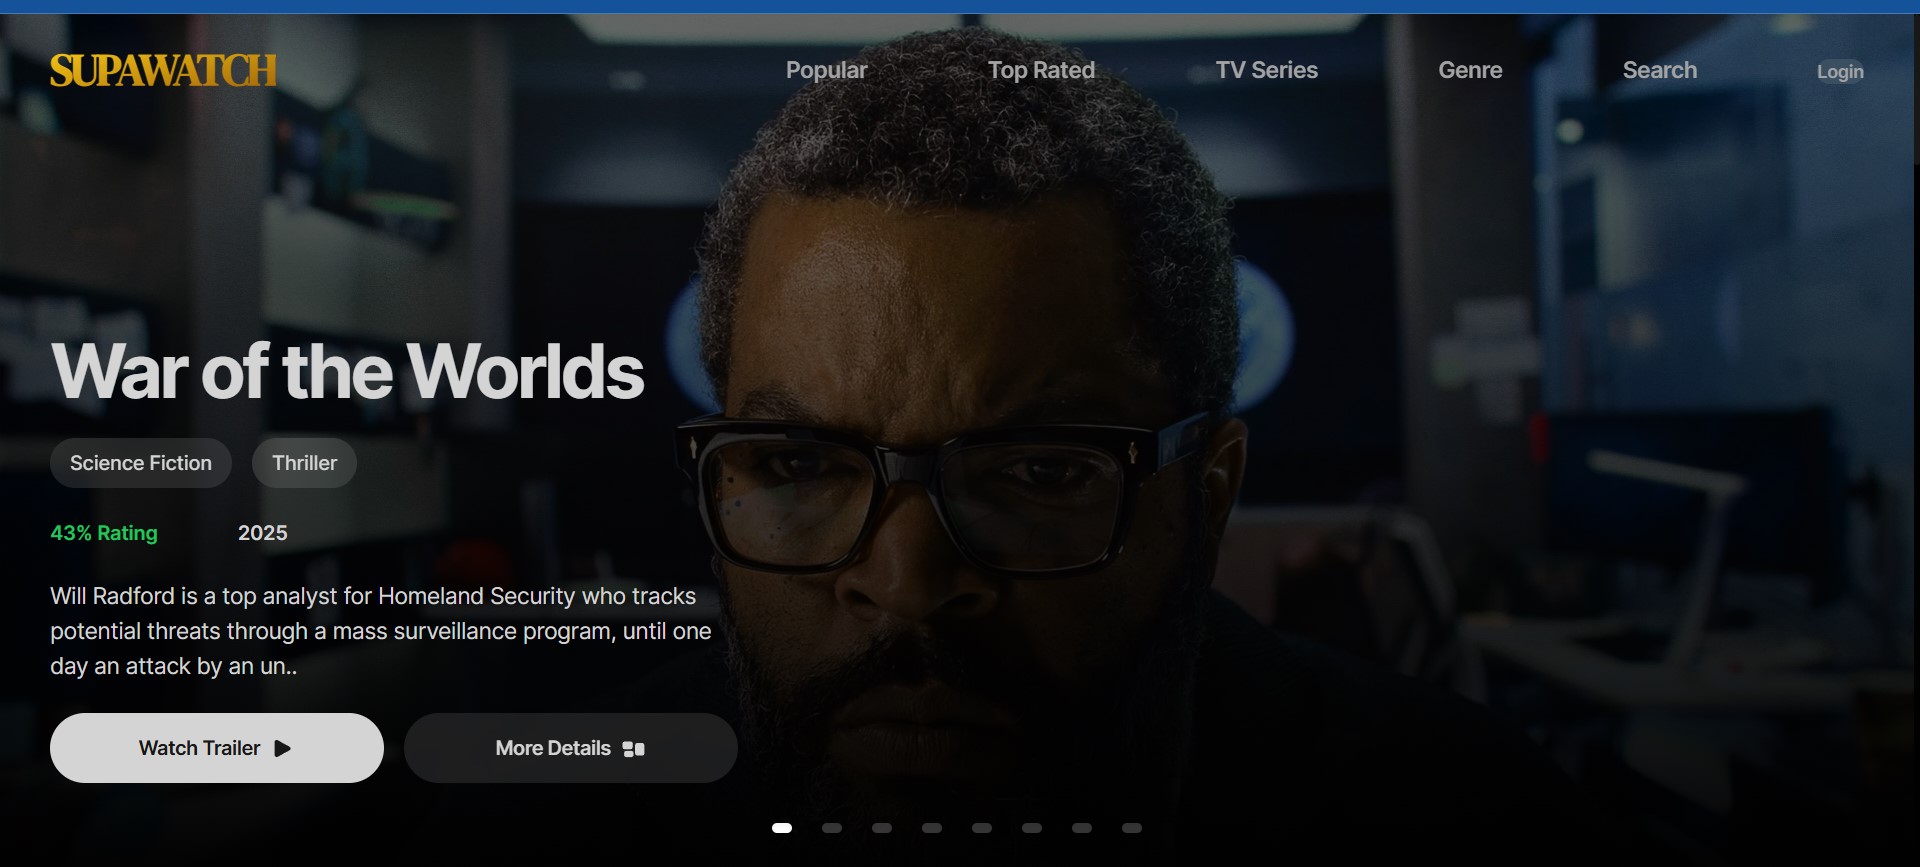 SUPAWATCH
Popular
Top Rated
TV Series
Genre
Search
Login
War of the Worlds
Science Fiction
Thriller
43% Rating
2025
Will Radford is a top analyst for Homeland Security who tracks
potential threats through a mass surveillance program, until one
day an attack by an un..
Watch Trailer
More Details